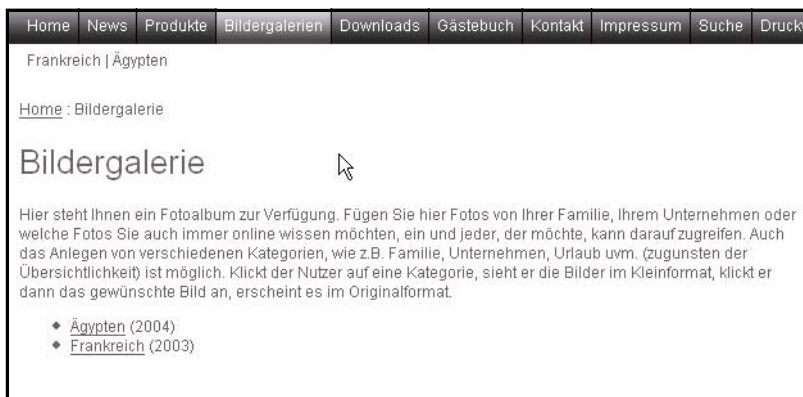 Home News Produkte Bildergalerien Downloads Gästebuch Kontakt Impressum Suche
Frankreich | Ägypten
Home : Bildergalerie
Bildergalerie
Hier steht Ihnen ein Fotoalbum zur Verfügung. Fügen Sie hier Fotos von Ihrer Familie, Ihrem Unternehmen oder
welche Fotos Sie auch immer online wissen möchten, ein und jeder, der möchte, kann darauf zugreifen. Auch
das Anlegen von verschiedenen Kategorien, wie z.B. Familie, Unternehmen, Urlaub uvm. (zugunsten der
Übersichtlichkeit) ist möglich. Klickt der Nutzer auf eine Kategorie, sieht er die Bilder im Kleinformat, klickt er
dann das gewünschte Bild an, erscheint es im Originalformat.
Ägypten (2004)
Frankreich (2003)